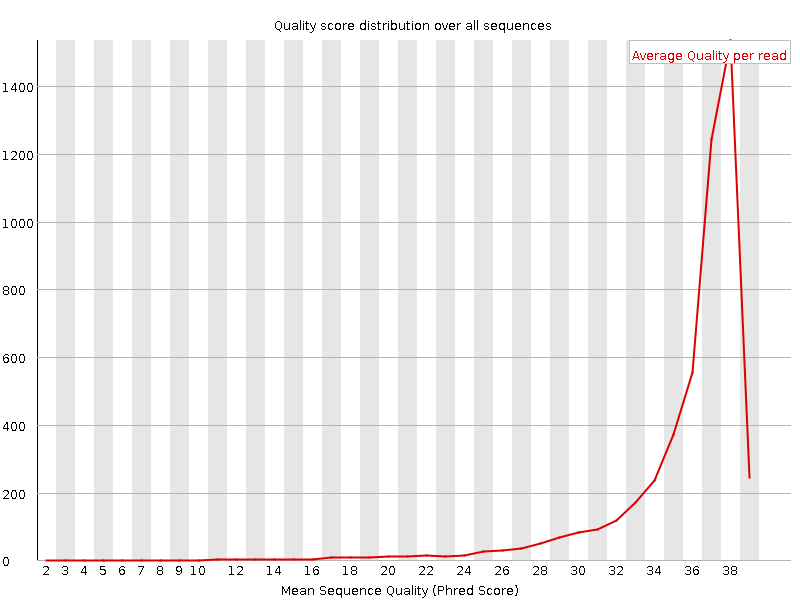 Quality score distribution over all sequences
Average Quality per read
1400
1200
1000
800
600
400
200
0
2 3 4 5 6 7 8 9 10 12 14 16 18 20 22 24 26 28 30 32 34 36 38
Mean Sequence Quality (Phred Score)